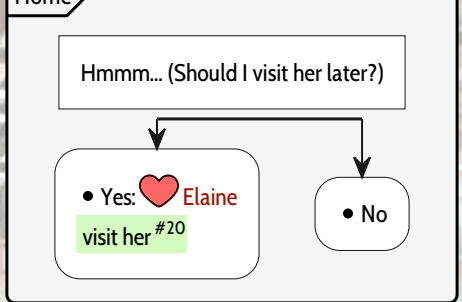 Home
Hmmm... (Should I visit her later?)
• Yes: Elaine
visit her #20
• No